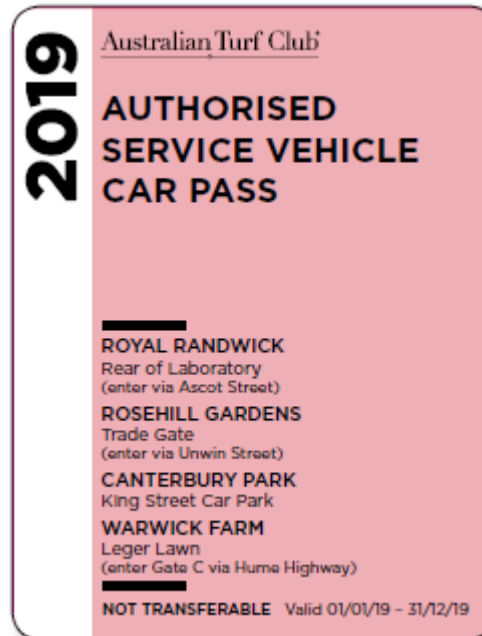 2019
Australian Turf Club
AUTHORISED
SERVICE VEHICLE
CAR PASS
ROYAL RANDWICK
Rear of Laboratory
(enter via Ascot Street)
ROSEHILL GARDENS
Trade Gate
(enter via Unwin Street)
CANTERBURY PARK
King Street Car Park
WARWICK FARM
Leger Lawn
(enter Gate C via Hume Highway)
NOT TRANSFERABLE Valid 01/01/19 - 31/12/19